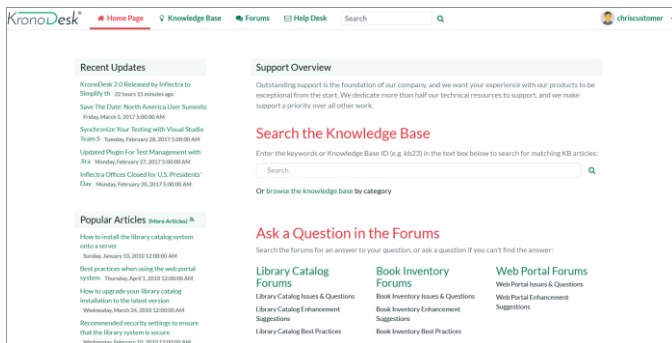 KronoDesk®
Home Page Knowledge Base Forums Help Desk Search chriscustomer
Recent Updates
KronoDesk 2.0 Released by Inflectra to
Simplify th 22 hours 15 minutes ago
Save The Date: North America User Summits
Friday, March 3, 2017 5:00:00 AM
Synchronize Your Testing with Visual Studio
Team S Tuesday, February 28, 2017 5:00:00 AM
Updated Plugin For Test Management with
Jira Monday, February 27, 2017 5:00:00 AM
Inflectra Offices Closed for U.S. Presidents'
Day Monday, February 20, 2017 5:00:00 AM
Popular Articles (More Articles)
How to install the library catalog system
onto a server
Sunday, January 10, 2010 12:00:00 AM
Best practices when using the web portal
system Thursday, April 1, 2010 12:00:00 AM
How to upgrade your library catalog
installation to the latest version
Wednesday, March 24, 2010 12:00:00 AM
Recommended security settings to ensure
that the library system is secure
Wednesday, February 10, 2010 12:00:00 AM
Support Overview
Outstanding support is the foundation of our company, and we want your experience with our products to be
exceptional from the start. We dedicate more than half our technical resources to support, and we make
support a priority over all other work.
Search the Knowledge Base
Enter the keywords or Knowledge Base ID (e.g. kb23) in the text box below to search for matching KB articles:
Search
Or browse the knowledge base by category
Ask a Question in the Forums
Search the forums for an answer to your question, or ask a question if you can't find the answer:
Library Catalog
Forums
Library Catalog Issues & Questions
Library Catalog Enhancement
Suggestions
Library Catalog Best Practices
Book Inventory
Forums
Book Inventory Issues & Questions
Book Inventory Enhancement
Suggestions
Book Inventory Best Practices
Web Portal Forums
Web Portal Issues & Questions
Web Portal Enhancement
Suggestions